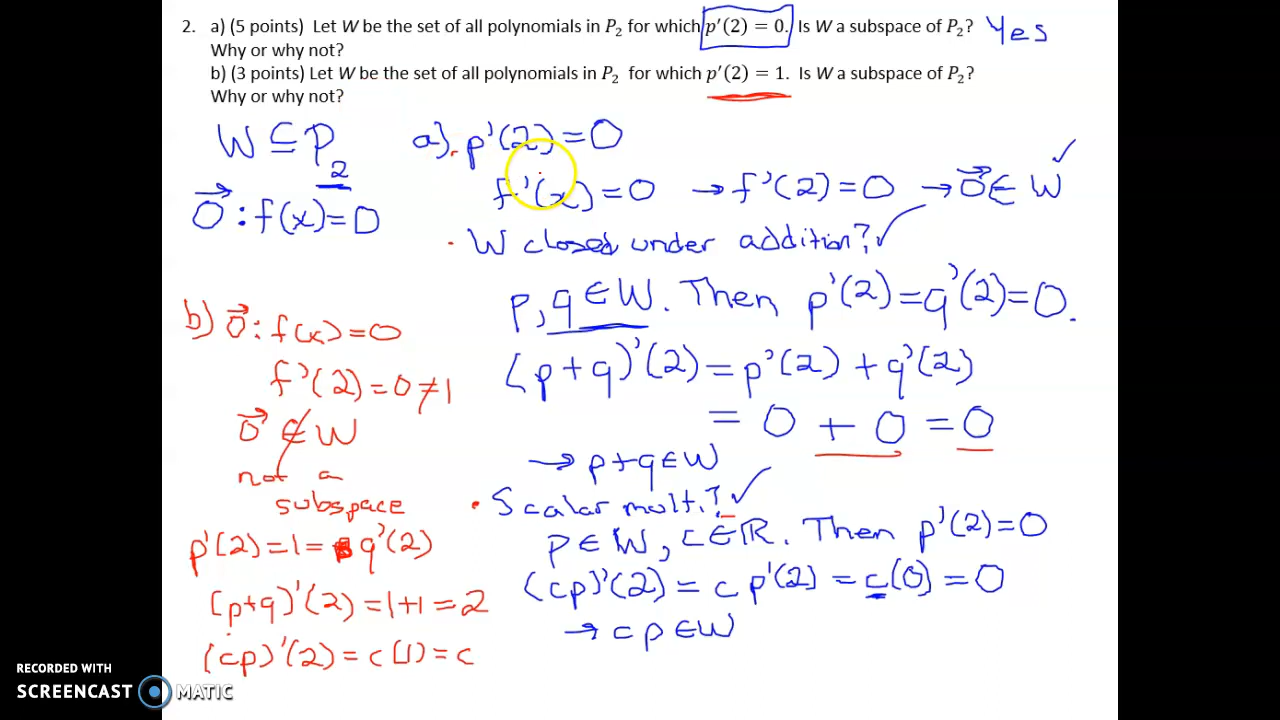 2. a) (5 points) Let W be the set of all polynomials in P₂ for which p′(2) = 0. Is W a subspace of P₂? Yes
Why or why not?
b) (3 points) Let W be the set of all polynomials in P₂ for which p′(2) = 1. Is W a subspace of P₂?
Why or why not?
W ⊆ P₂
0⃗ : f(x) = 0
a). p'(2) = 0
f'(x) = 0 → f'(2) = 0 → 0⃗ ∈ W ✓
· W closed under addition? ✓
p, q ∈ W. Then p'(2) = q'(2) = 0.
(p+q)'(2) = p'(2) + q'(2)
= 0 + 0 = 0
→ p+q ∈ W
· Scalar mult.? ✓
p ∈ W, c ∈ ℝ. Then p'(2) = 0
(cp)'(2) = c p'(2) = c(0) = 0
→ cp ∈ W
b) 0⃗ : f(x) = 0
f'(2) = 0 ≠ 1
0⃗ ∉ W
not a
subspace
p'(2) = 1 = q'(2)
(p+q)'(2) = 1+1 = 2
(cp)'(2) = c(1) = c
RECORDED WITH
SCREENCAST MATIC